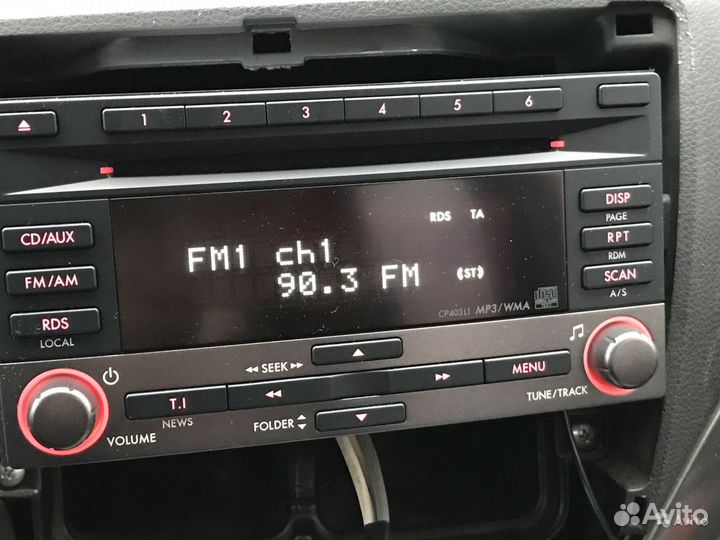 1 2 3 4 5 6
DISP
PAGE
RDS TA
CD/AUX
RPT
RDM
FM1 ch1
90.3 FM (ST)
FM/AM
SCAN
A/S
RDS
LOCAL
CP403L1 MP3/WMA
SEEK
MENU
T.I
NEWS
TUNE/TRACK
VOLUME
FOLDER
Avito